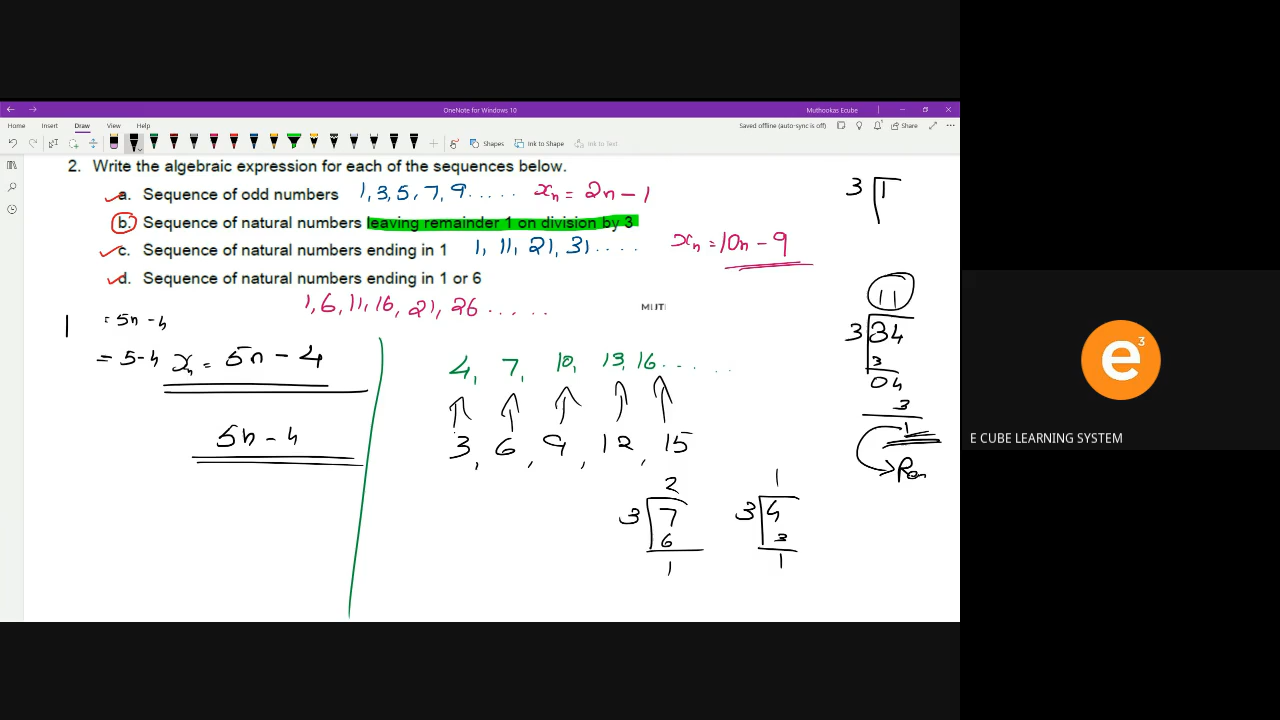 OneNote for Windows 10
Muthookas Ecube
Home Insert Draw View Help
Saved offline (auto-sync is off)
Share
Shapes
Ink to Shape
Ink to Text
2. Write the algebraic expression for each of the sequences below.
a. Sequence of odd numbers 1, 3, 5, 7, 9 ..... xₙ = 2n - 1
b. Sequence of natural numbers leaving remainder 1 on division by 3
c. Sequence of natural numbers ending in 1 1, 11, 21, 31 .... xₙ = 10n - 9
d. Sequence of natural numbers ending in 1 or 6
1, 6, 11, 16, 21, 26 .....
1 = 5n - 4
= 5 - 4 xₙ = 5n - 4
5n - 4
4, 7, 10, 13, 16 ......
3, 6, 9, 12, 15
2
3 7
6
1
1
3 4
3
1
3 1
11
3 34
3
04
3
1
Rem
e³
E CUBE LEARNING SYSTEM